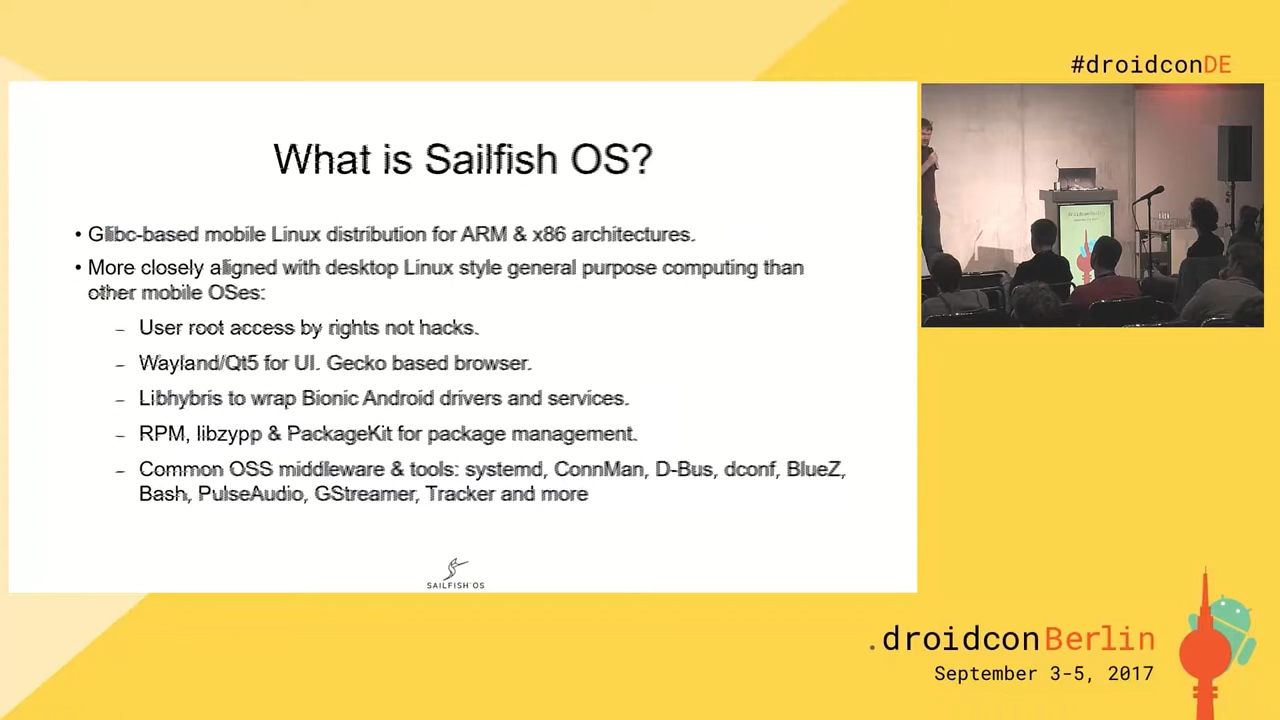 #droidconDE
What is Sailfish OS?
• Glibc-based mobile Linux distribution for ARM & x86 architectures.
• More closely aligned with desktop Linux style general purpose computing than
other mobile OSes:
– User root access by rights not hacks.
– Wayland/Qt5 for UI. Gecko based browser.
– Libhybris to wrap Bionic Android drivers and services.
– RPM, libzypp & PackageKit for package management.
– Common OSS middleware & tools: systemd, ConnMan, D-Bus, dconf, BlueZ,
Bash, PulseAudio, GStreamer, Tracker and more
SAILFISH OS
.droidconBerlin
September 3-5, 2017